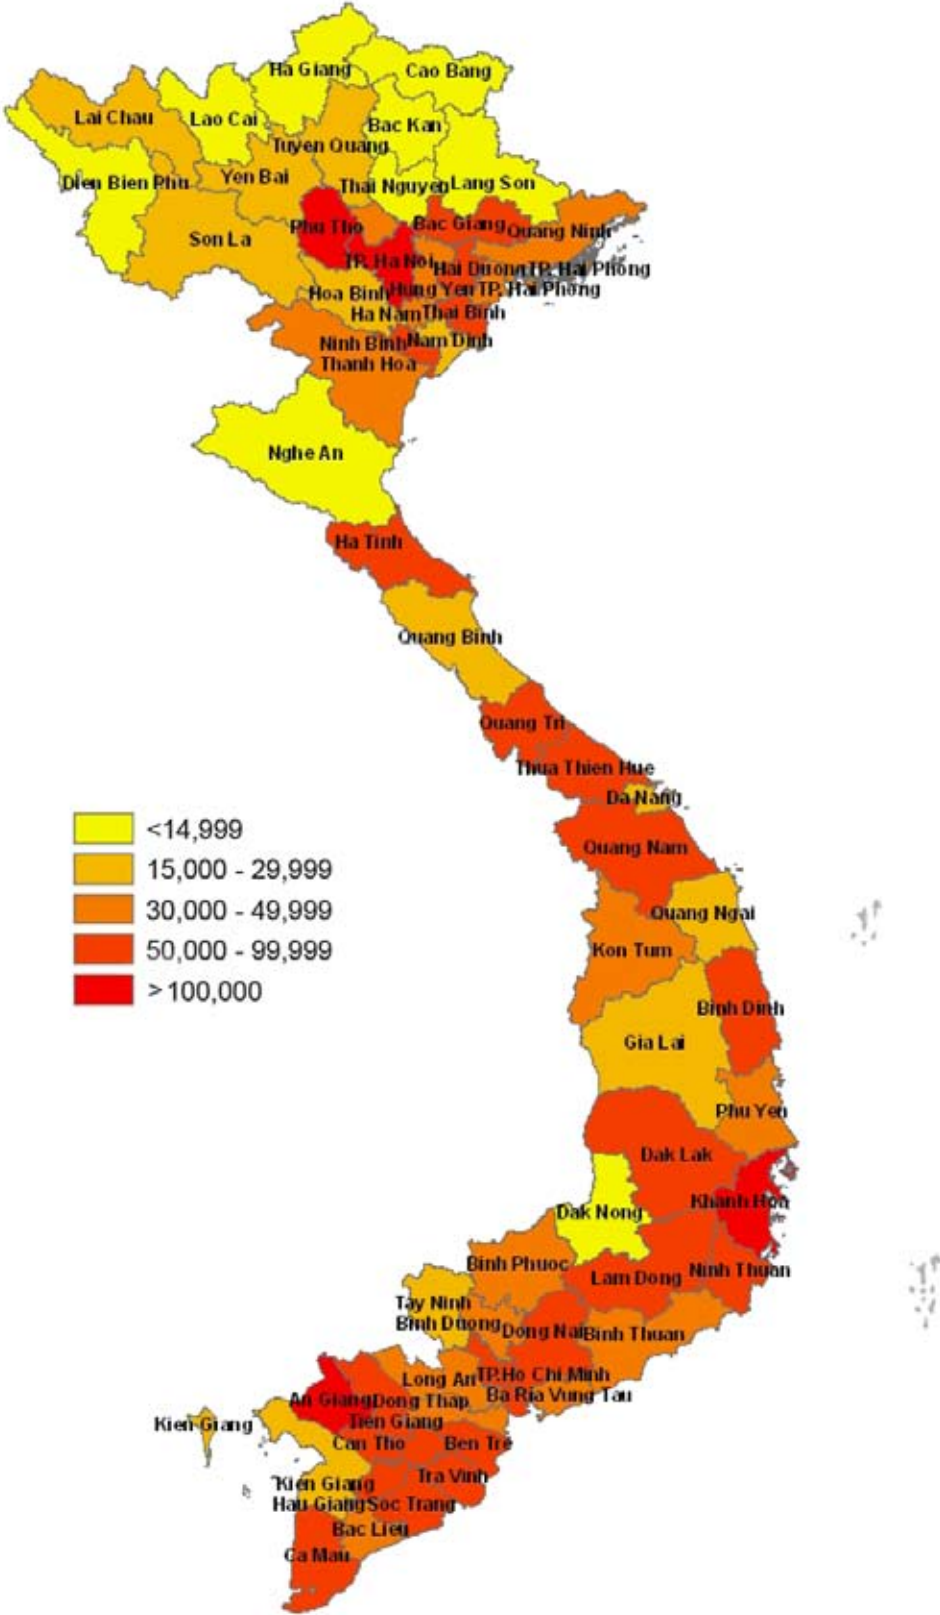 Ha Giang
Cao Bang
Lai Chau
Lao Cai
Bac Kan
Tuyen Quang
Dien Bien Phu
Yen Bai
Thai Nguyen
Lang Son
Phu Tho
Bac Giang
Quang Ninh
Son La
TP. Ha Noi
Hai Duong
TP. Hai Phong
Hoa Binh
Hung Yen
TP. Hai Phong
Ha Nam
Thai Binh
Ninh Binh
Nam Dinh
Thanh Hoa
Nghe An
Ha Tinh
Quang Binh
Quang Tri
Thua Thien Hue
Da Nang
<14,999
15,000 - 29,999
30,000 - 49,999
50,000 - 99,999
>100,000
Quang Nam
Quang Ngai
Kon Tum
Binh Dinh
Gia Lai
Phu Yen
Dak Lak
Khanh Hoa
Dak Nong
Binh Phuoc
Lam Dong
Ninh Thuan
Tay Ninh
Binh Duong
Dong Nai
Binh Thuan
Long An
TP.Ho Chi Minh
An Giang
Dong Thap
Ba Ria Vung Tau
Kien Giang
Tien Giang
Can Tho
Ben Tre
Kien Giang
Tra Vinh
Hau Giang
Soc Trang
Bac Lieu
Ca Mau